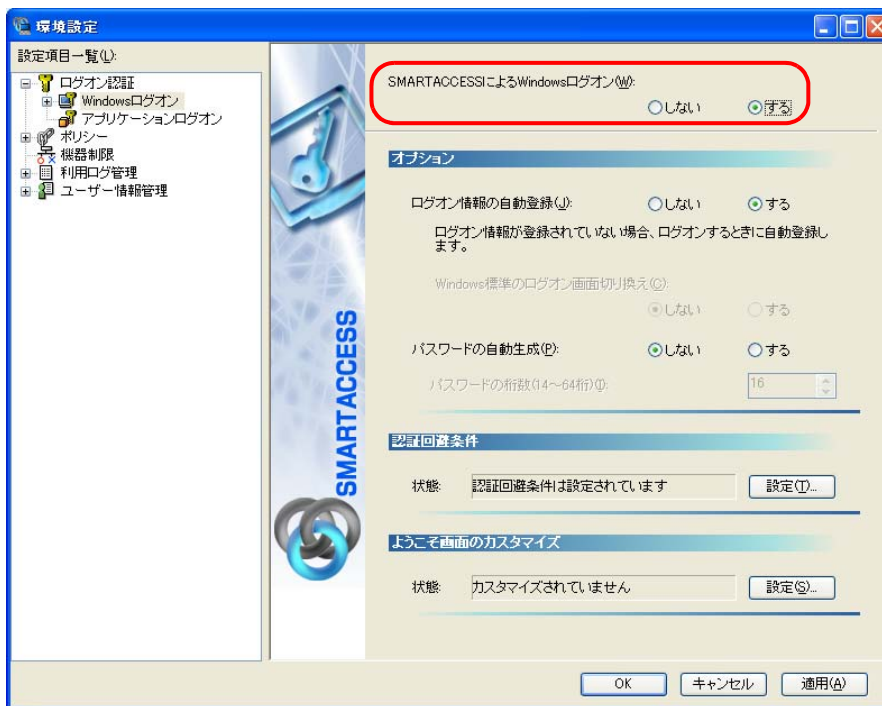 環境設定
設定項目一覧(L):
ログオン認証
Windowsログオン
アプリケーションログオン
ポリシー
機器制限
利用ログ管理
ユーザー情報管理
SMARTACCESS
SMARTACCESSによるWindowsログオン(W):
しない する
オプション
ログオン情報の自動登録(J): しない する
ログオン情報が登録されていない場合、ログオンするときに自動登録し
ます。
Windows標準のログオン画面切り換え(C):
しない する
パスワードの自動生成(P): しない する
パスワードの桁数(14～64桁)(I): 16
認証回避条件
状態: 認証回避条件は設定されています 設定(T)...
ようこそ画面のカスタマイズ
状態: カスタマイズされていません 設定(S)...
OK キャンセル 適用(A)